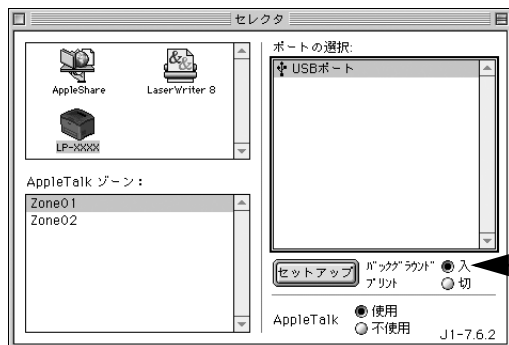 セレクタ
AppleShare
LaserWriter 8
LP-XXXX
AppleTalk ゾーン：
Zone01
Zone02
ポートの選択:
USBポート
セットアップ
ﾊﾞｯｸｸﾞﾗｳﾝﾄﾞ
ﾌﾟﾘﾝﾄ
入
切
AppleTalk
使用
不使用
J1-7.6.2